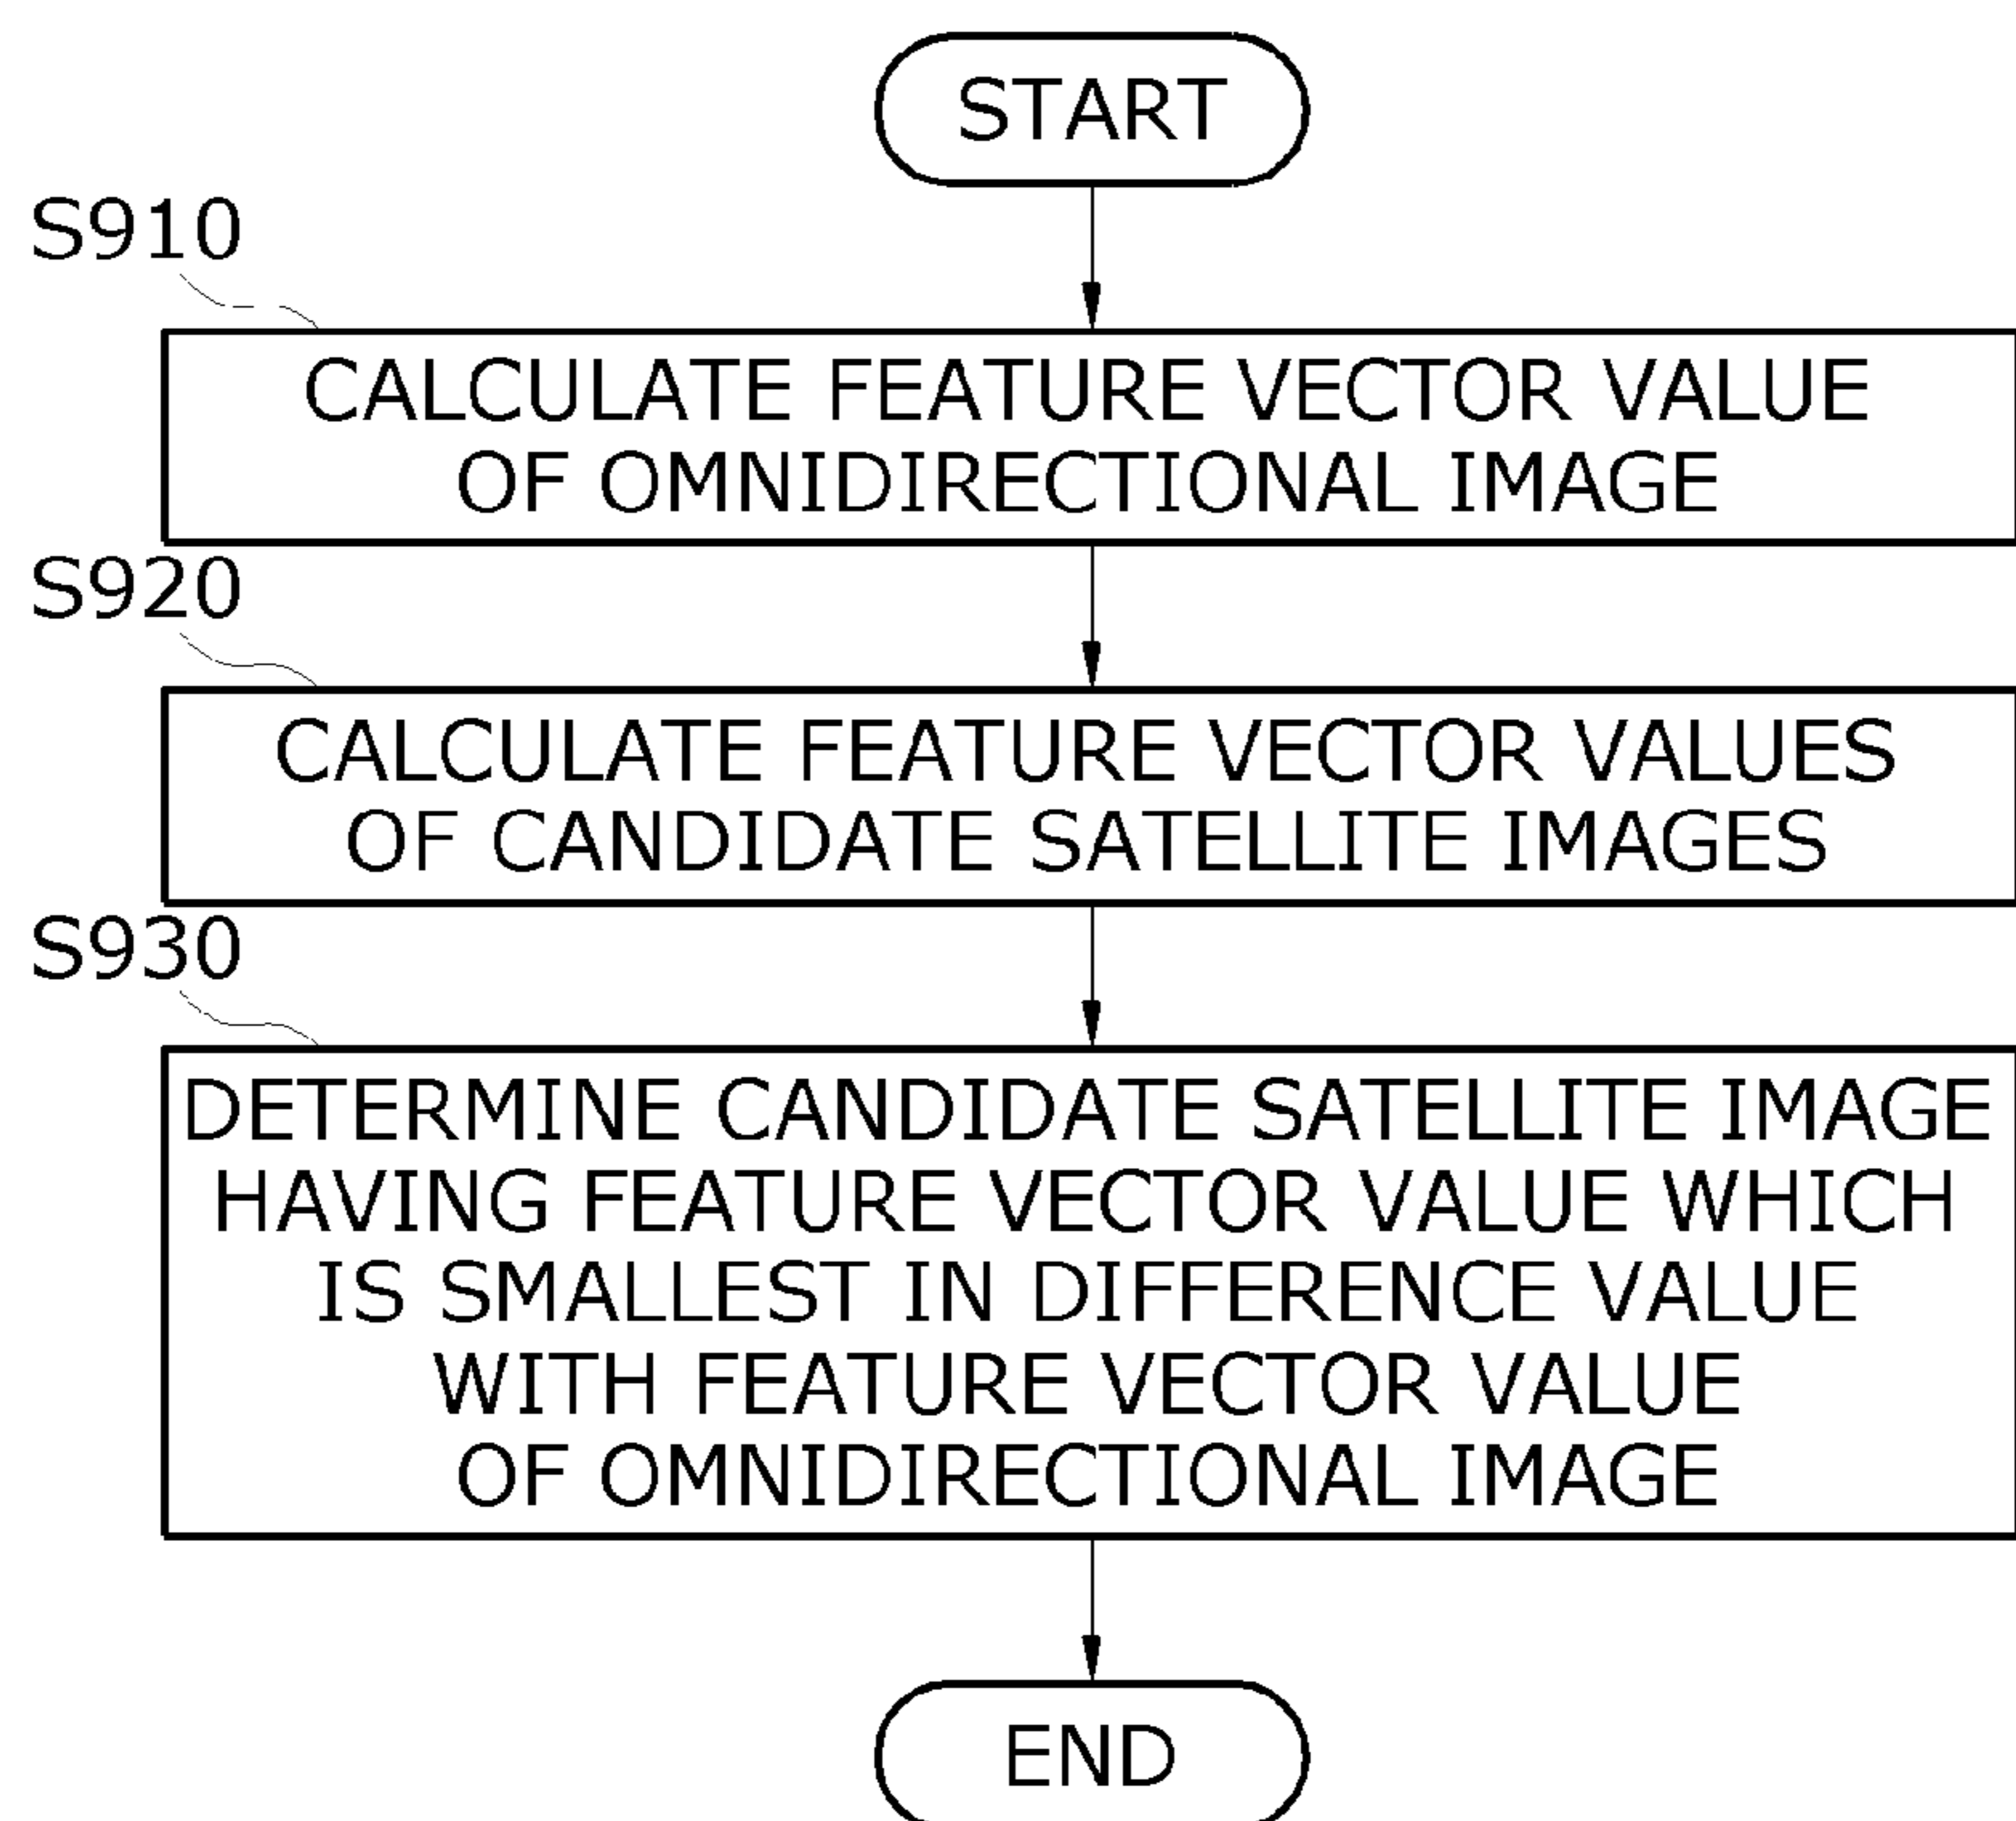 START
S910
CALCULATE FEATURE VECTOR VALUE
OF OMNIDIRECTIONAL IMAGE
S920
CALCULATE FEATURE VECTOR VALUES
OF CANDIDATE SATELLITE IMAGES
S930
DETERMINE CANDIDATE SATELLITE IMAGE
HAVING FEATURE VECTOR VALUE WHICH
IS SMALLEST IN DIFFERENCE VALUE
WITH FEATURE VECTOR VALUE
OF OMNIDIRECTIONAL IMAGE
END